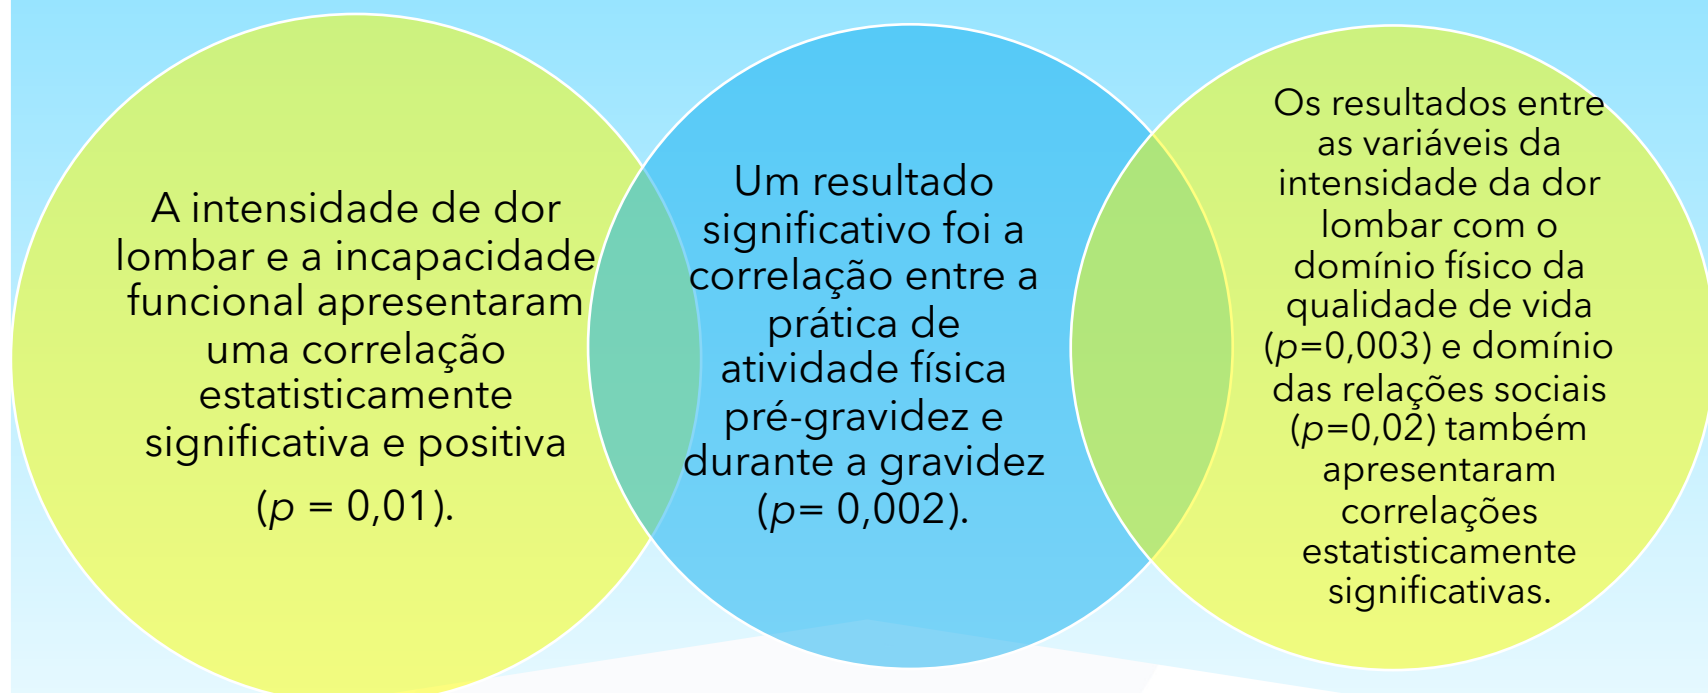 A intensidade de dor
lombar e a incapacidade
funcional apresentaram
uma correlação
estatisticamente
significativa e positiva
(p = 0,01).
Um resultado
significativo foi a
correlação entre a
prática de
atividade física
pré-gravidez e
durante a gravidez
(p= 0,002).
Os resultados entre
as variáveis da
intensidade da dor
lombar com o
domínio físico da
qualidade de vida
(p=0,003) e domínio
das relações sociais
(p=0,02) também
apresentaram
correlações
estatisticamente
significativas.